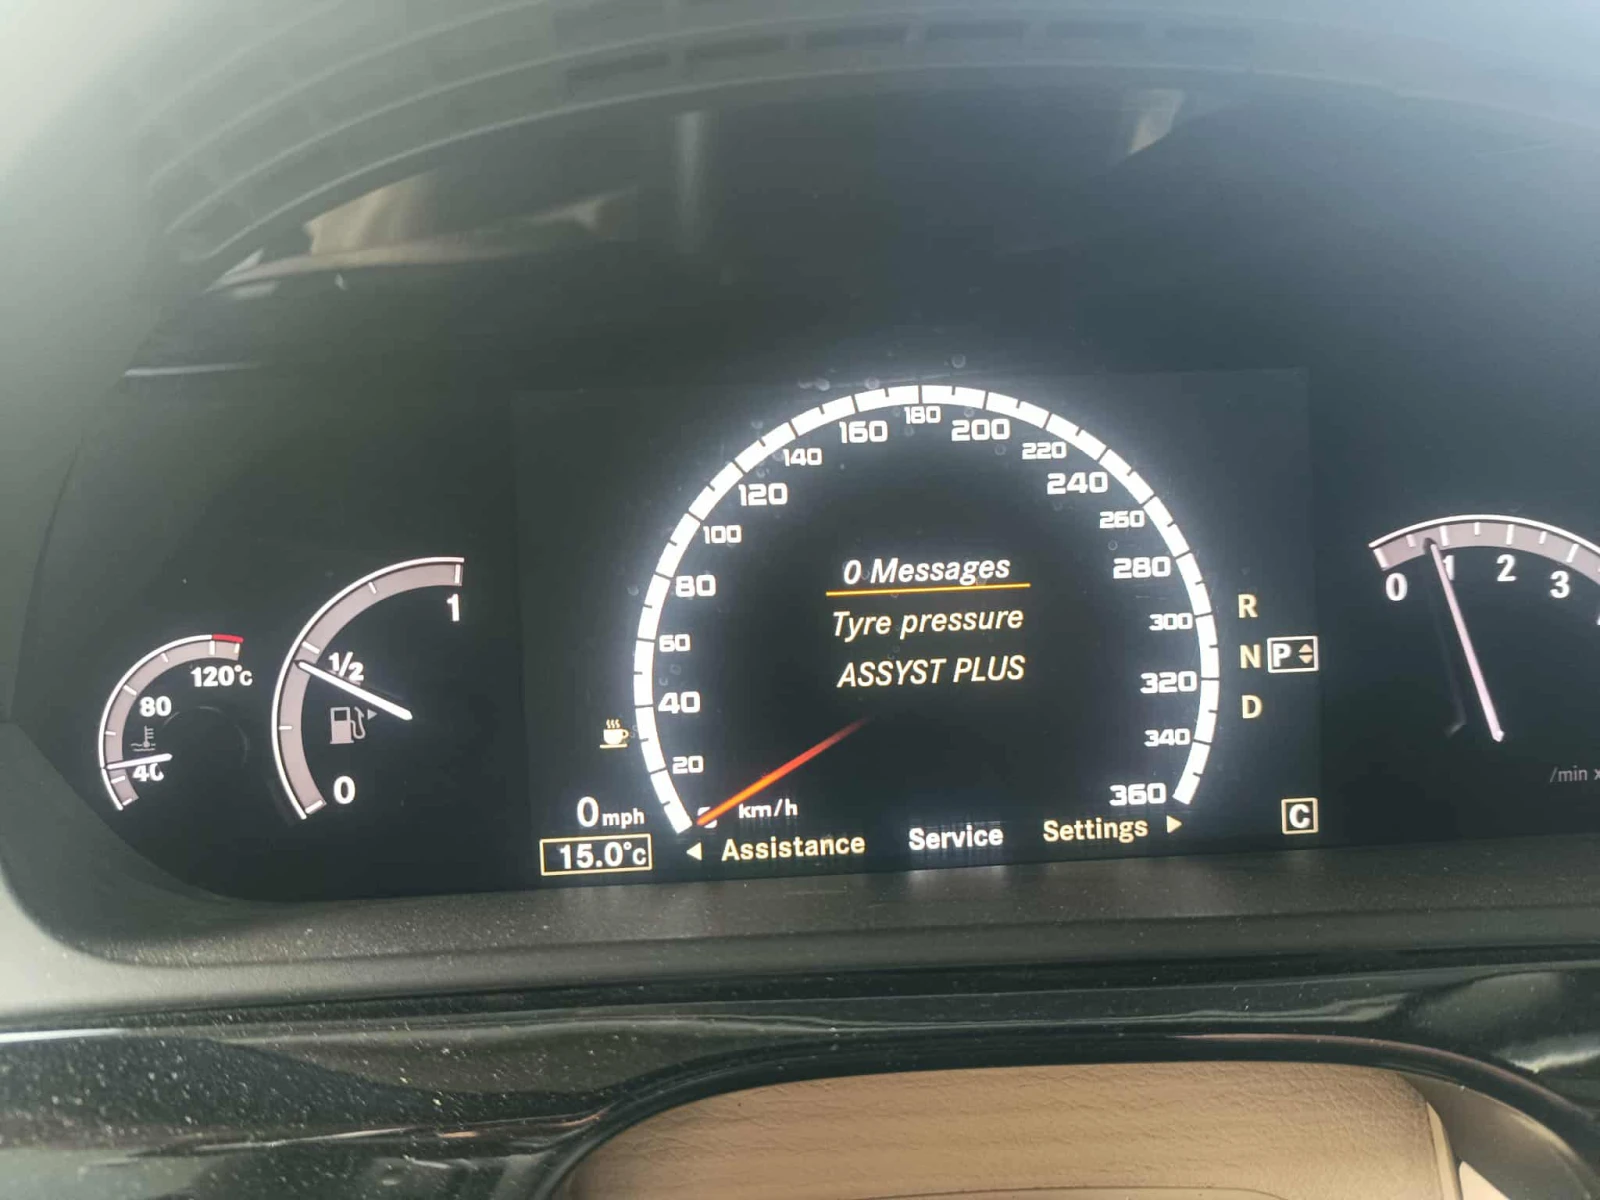 120°c
80
40
1
1/2
0
180
160
200
140
220
120
240
100
260
80
280
60
300
40
320
20
340
360
km/h
0 Messages
Tyre pressure
ASSYST PLUS
0 mph
15.0°c
Assistance
Service
Settings
R
N
P
D
C
0
1
2
3
/min